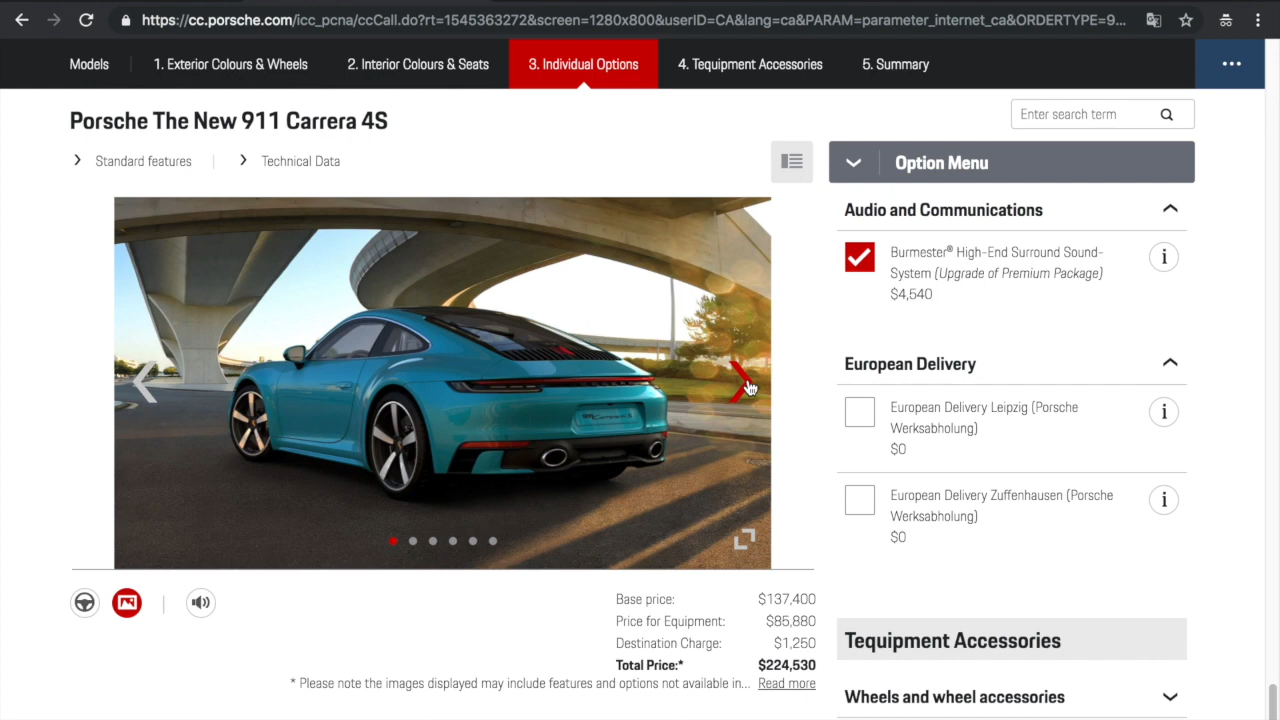 https://cc.porsche.com/icc_pcna/ccCall.do?rt=1545363272&screen=1280x800&userID=CA&lang=ca&PARAM=parameter_internet_ca&ORDERTYPE=9...
Models
1. Exterior Colours & Wheels
2. Interior Colours & Seats
3. Individual Options
4. Tequipment Accessories
5. Summary
Porsche The New 911 Carrera 4S
Enter search term
Standard features
Technical Data
Option Menu
Audio and Communications
Burmester® High-End Surround Sound-
System (Upgrade of Premium Package)
$4,540
European Delivery
European Delivery Leipzig (Porsche
Werksabholung)
$0
European Delivery Zuffenhausen (Porsche
Werksabholung)
$0
Base price: $137,400
Price for Equipment: $85,880
Destination Charge: $1,250
Total Price:* $224,530
* Please note the images displayed may include features and options not available in... Read more
Tequipment Accessories
Wheels and wheel accessories